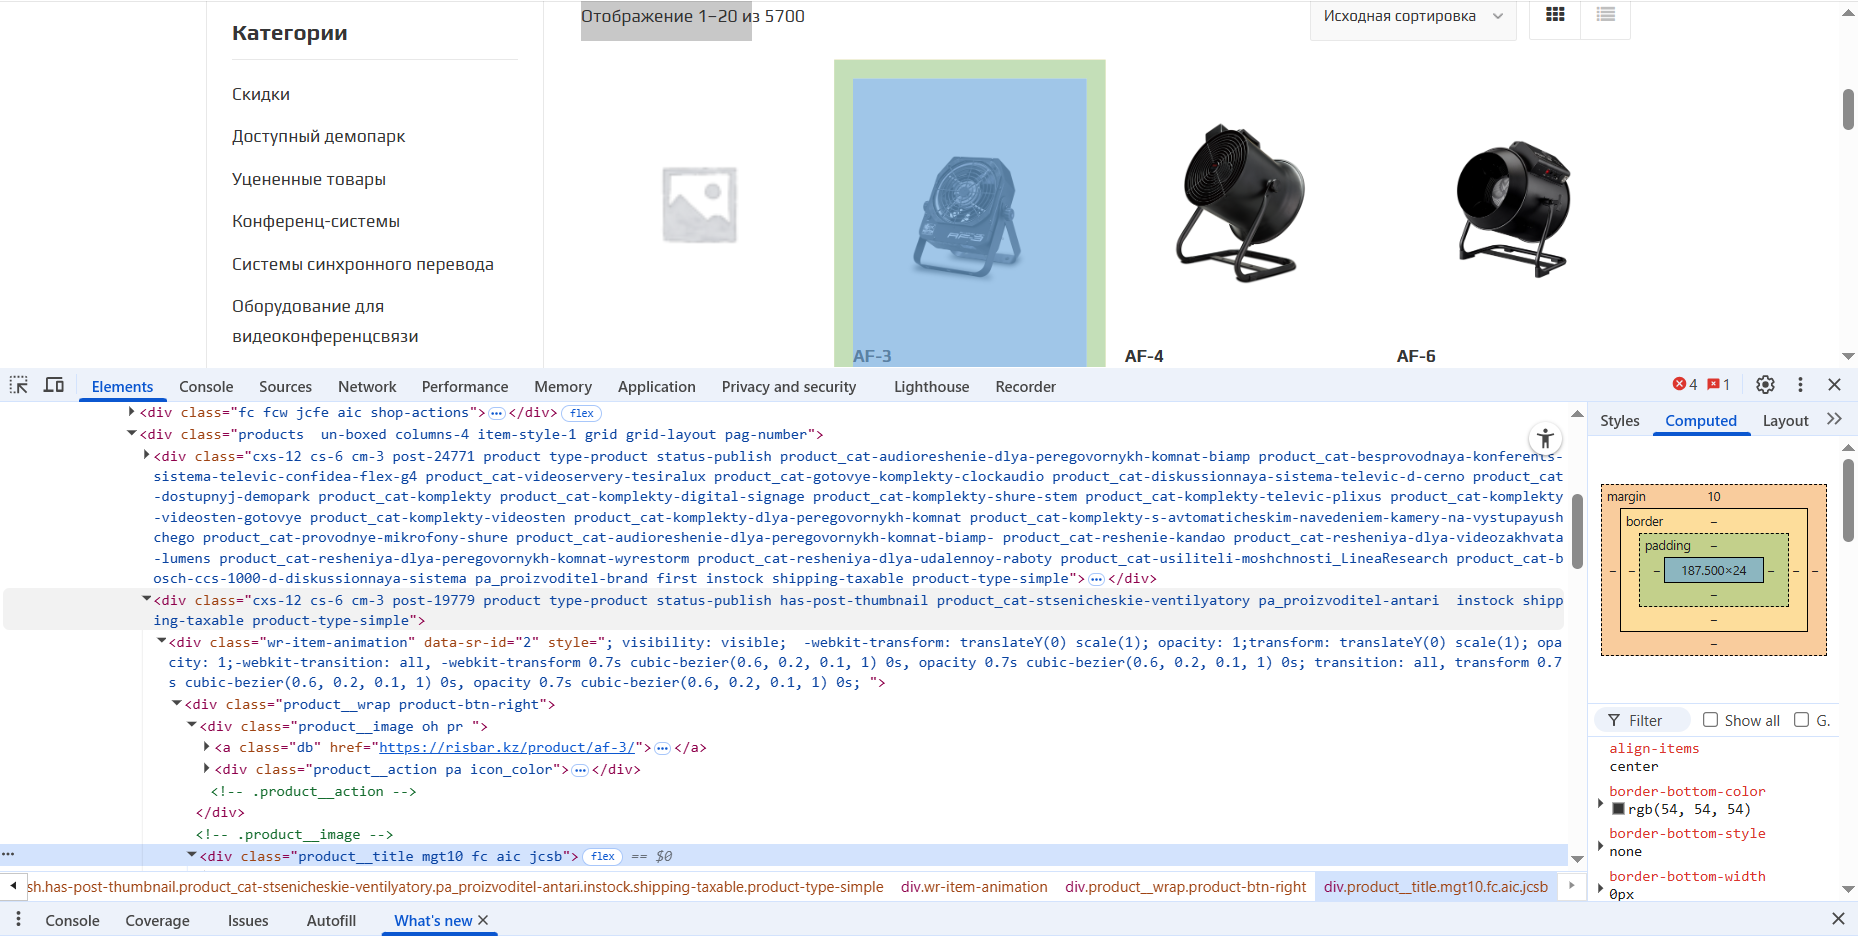 Отображение 1–20 из 5700
Исходная сортировка
Категории
Скидки
Доступный демопарк
Уцененные товары
Конференц-системы
Системы синхронного перевода
Оборудование для
видеоконференцсвязи
AF-3
AF-3
AF-4
AF-6
Elements Console Sources Network Performance Memory Application Privacy and security Lighthouse Recorder 4 1
<div class="fc fcw jcfe aic shop-actions">…</div> flex
<div class="products  un-boxed columns-4 item-style-1 grid grid-layout pag-number">
<div class="cxs-12 cs-6 cm-3 post-24771 product type-product status-publish product_cat-audioreshenie-dlya-peregovornykh-komnat-biamp product_cat-besprovodnaya-konferents-
sistema-televic-confidea-flex-g4 product_cat-videoservery-tesiralux product_cat-gotovye-komplekty-clockaudio product_cat-diskussionnaya-sistema-televic-d-cerno product_cat
-dostupnyj-demopark product_cat-komplekty product_cat-komplekty-digital-signage product_cat-komplekty-shure-stem product_cat-komplekty-televic-plixus product_cat-komplekty
-videosten-gotovye product_cat-komplekty-videosten product_cat-komplekty-dlya-peregovornykh-komnat product_cat-komplekty-s-avtomaticheskim-navedeniem-kamery-na-vystupayush
chego product_cat-provodnye-mikrofony-shure product_cat-audioreshenie-dlya-peregovornykh-komnat-biamp- product_cat-reshenie-kandao product_cat-resheniya-dlya-videozakhvata
-lumens product_cat-resheniya-dlya-peregovornykh-komnat-wyrestorm product_cat-resheniya-dlya-udalennoy-raboty product_cat-usiliteli-moshchnosti_LineaResearch product_cat-b
osch-ccs-1000-d-diskussionnaya-sistema pa_proizvoditel-brand first instock shipping-taxable product-type-simple">…</div>
<div class="cxs-12 cs-6 cm-3 post-19779 product type-product status-publish has-post-thumbnail product_cat-stsenicheskie-ventilyatory pa_proizvoditel-antari  instock shipp
ing-taxable product-type-simple">
<div class="wr-item-animation" data-sr-id="2" style="; visibility: visible;  -webkit-transform: translateY(0) scale(1); opacity: 1;transform: translateY(0) scale(1); opa
city: 1;-webkit-transition: all, -webkit-transform 0.7s cubic-bezier(0.6, 0.2, 0.1, 1) 0s, opacity 0.7s cubic-bezier(0.6, 0.2, 0.1, 1) 0s; transition: all, transform 0.7
s cubic-bezier(0.6, 0.2, 0.1, 1) 0s, opacity 0.7s cubic-bezier(0.6, 0.2, 0.1, 1) 0s; ">
<div class="product__wrap product-btn-right">
<div class="product__image oh pr ">
<a class="db" href="https://risbar.kz/product/af-3/">…</a>
<div class="product__action pa icon_color">…</div>
<!-- .product__action -->
</div>
<!-- .product__image -->
<div class="product__title mgt10 fc aic jcsb"> flex == $0
sh.has-post-thumbnail.product_cat-stsenicheskie-ventilyatory.pa_proizvoditel-antari.instock.shipping-taxable.product-type-simple div.wr-item-animation div.product__wrap.product-btn-right div.product__title.mgt10.fc.aic.jcsb
Styles Computed Layout
margin 10
border –
padding –
– – – 187.500×24 – – –
–
–
–
Filter Show all G.
align-items
center
border-bottom-color
rgb(54, 54, 54)
border-bottom-style
none
border-bottom-width
0px
Console Coverage Issues Autofill What's new